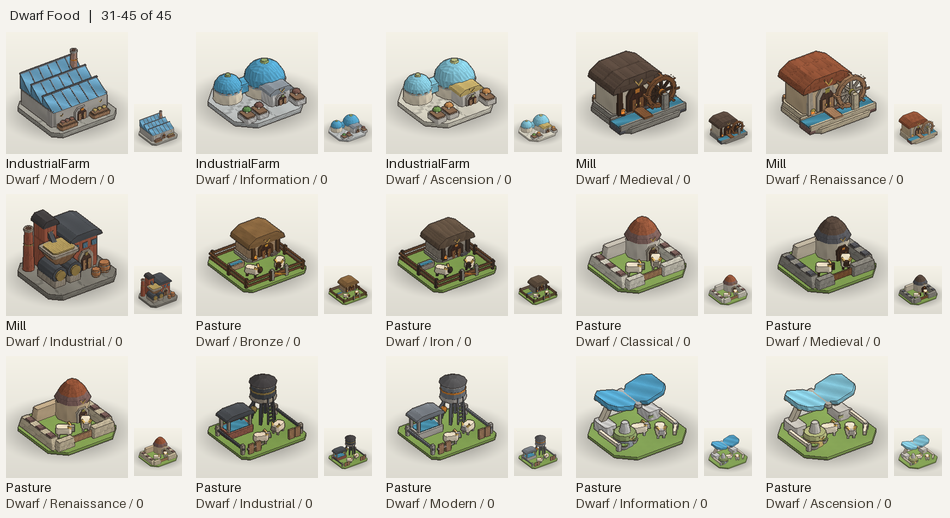 Dwarf Food | 31-45 of 45
IndustrialFarm
Dwarf / Modern / 0
IndustrialFarm
Dwarf / Information / 0
IndustrialFarm
Dwarf / Ascension / 0
Mill
Dwarf / Medieval / 0
Mill
Dwarf / Renaissance / 0
Mill
Dwarf / Industrial / 0
Pasture
Dwarf / Bronze / 0
Pasture
Dwarf / Iron / 0
Pasture
Dwarf / Classical / 0
Pasture
Dwarf / Medieval / 0
Pasture
Dwarf / Renaissance / 0
Pasture
Dwarf / Industrial / 0
Pasture
Dwarf / Modern / 0
Pasture
Dwarf / Information / 0
Pasture
Dwarf / Ascension / 0